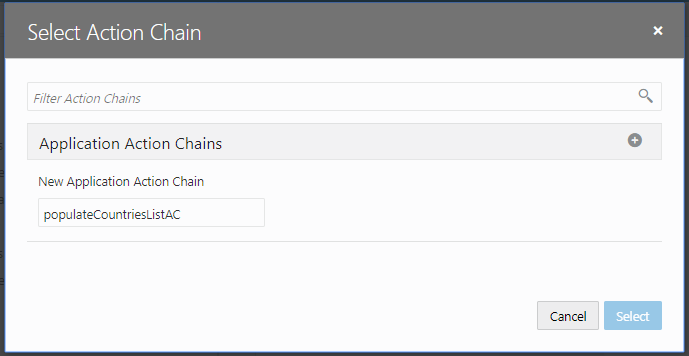 Select Action Chain
Filter Action Chains
Application Action Chains
New Application Action Chain
populateCountriesListAC
Cancel
Select